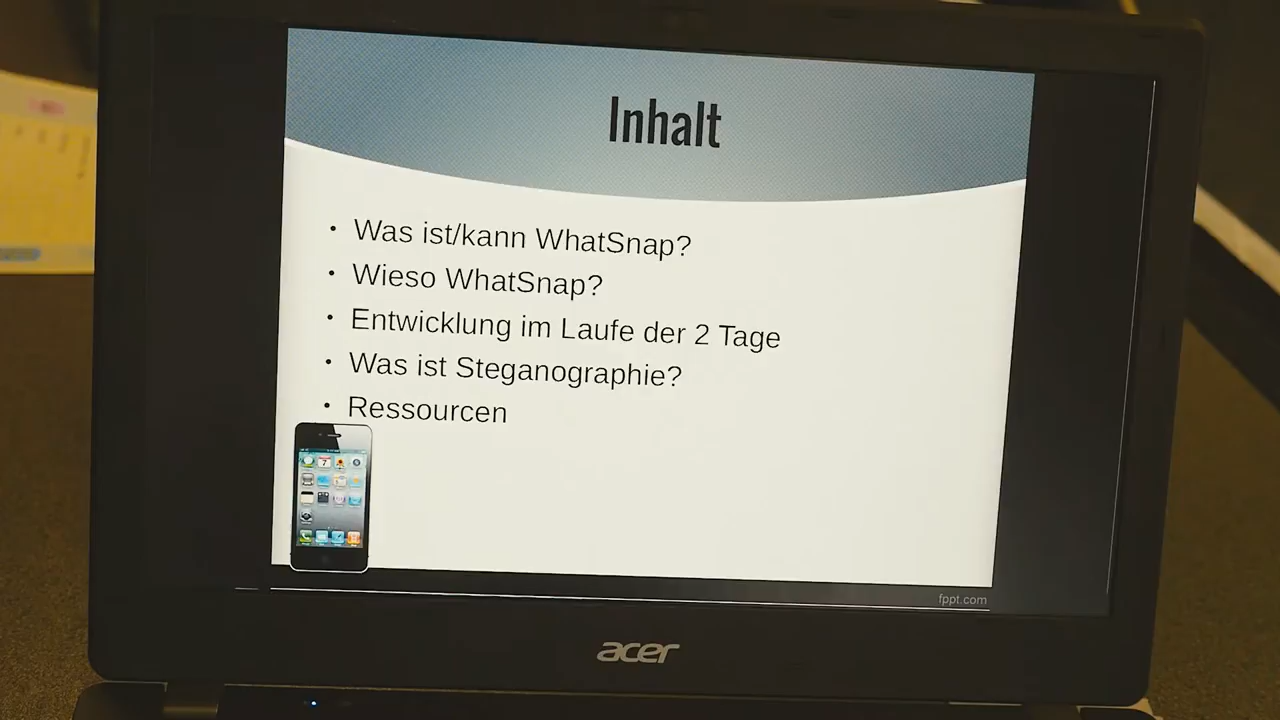 Inhalt
• Was ist/kann WhatSnap?
• Wieso WhatSnap?
• Entwicklung im Laufe der 2 Tage
• Was ist Steganographie?
• Ressourcen
7
fppt.com
acer